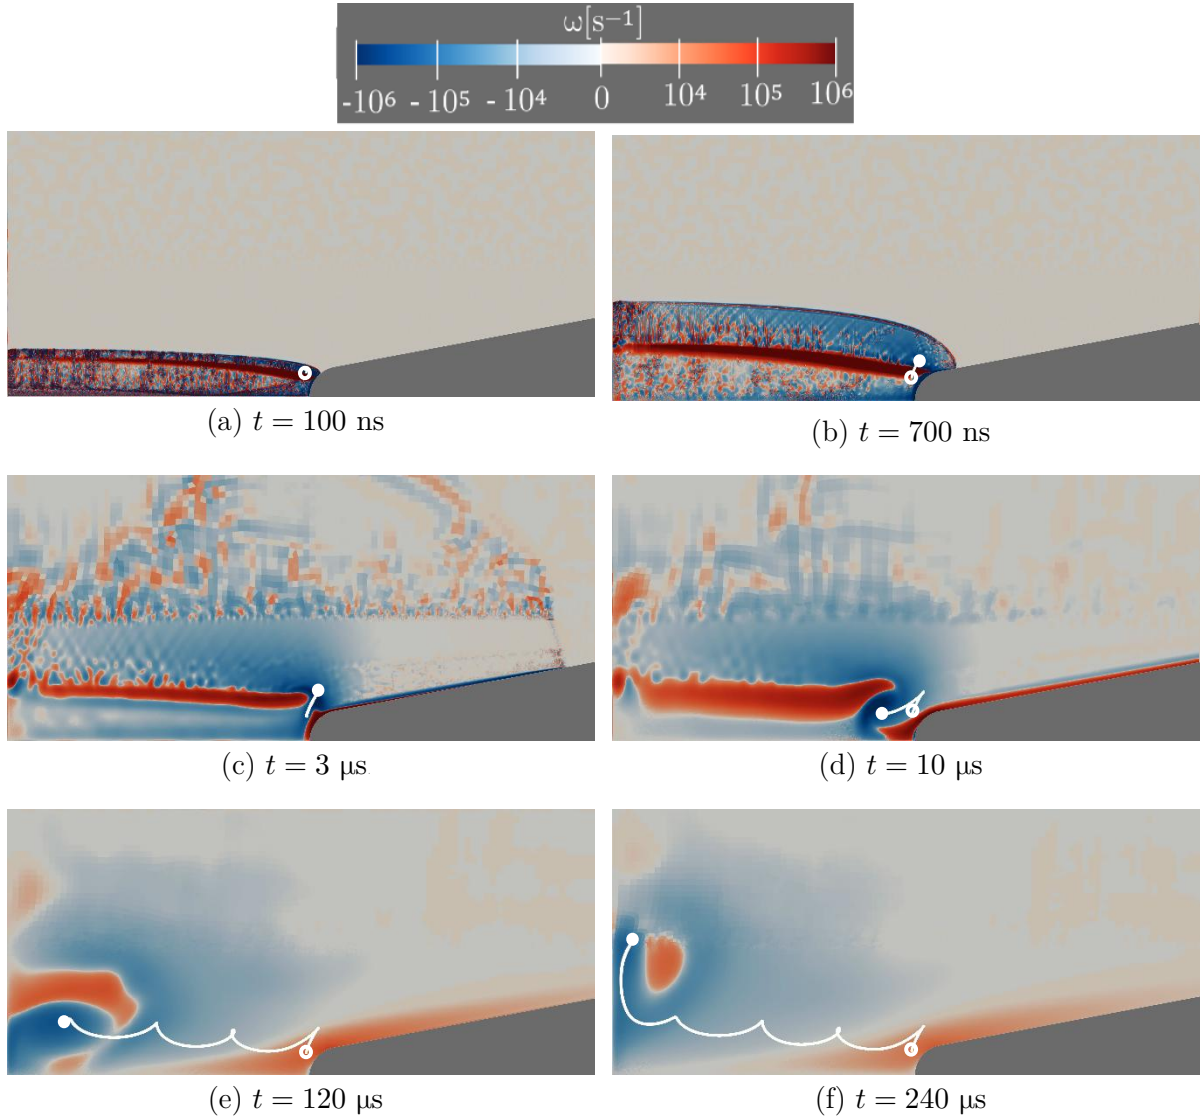 ω[s⁻¹]
-10⁶ -10⁵ -10⁴ 0 10⁴ 10⁵ 10⁶
(a) t = 100 ns
(b) t = 700 ns
(c) t = 3 µs
(d) t = 10 µs
(e) t = 120 µs
(f) t = 240 µs